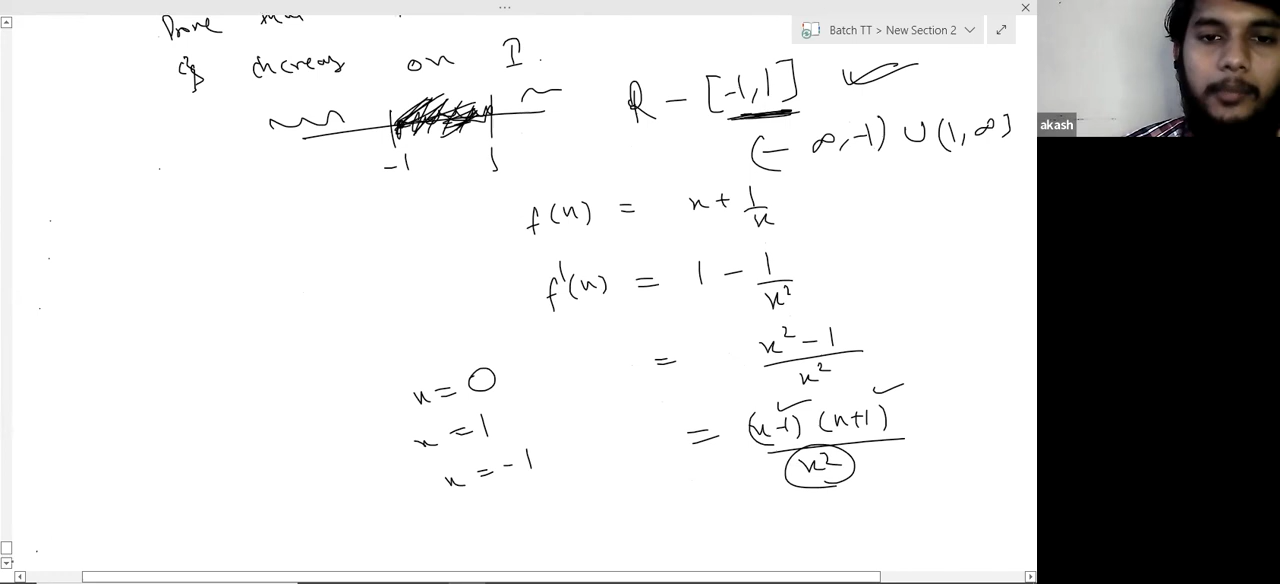 Batch TT > New Section 2
akash
Prove
on I.
R - [-1, 1]
-1 1
(-∞, -1) ∪ (1, ∞]
f(x) = x + 1/x
f'(x) = 1 - 1/x²
= x² - 1 / x²
x = 0
x = 1
= (x-1) (x+1) / x²
x = -1